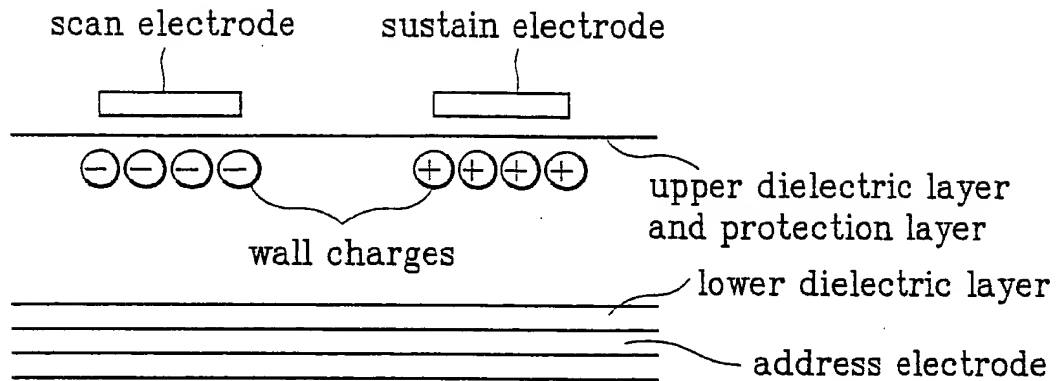 scan electrode
sustain electrode
upper dielectric layer
and protection layer
wall charges
lower dielectric layer
address electrode